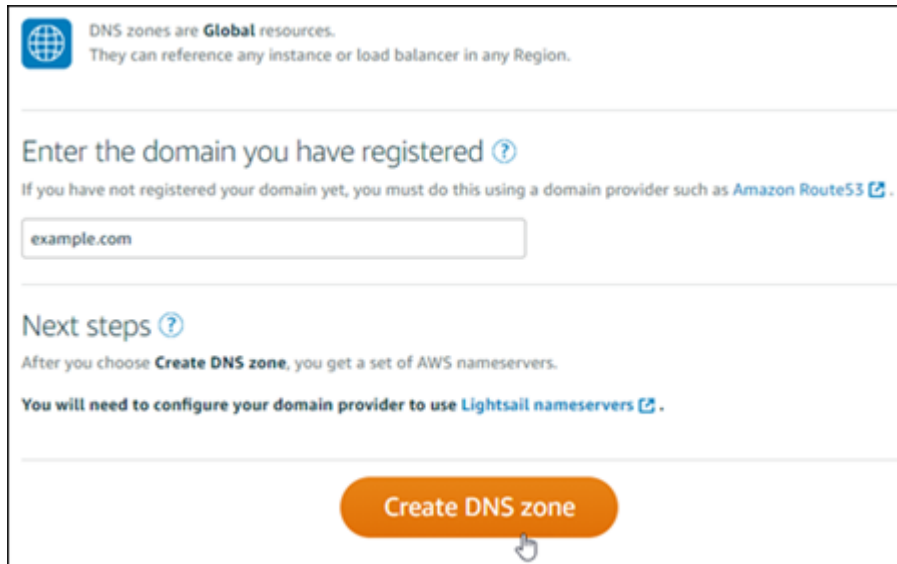 DNS zones are Global resources.
They can reference any instance or load balancer in any Region.
Enter the domain you have registered ?
If you have not registered your domain yet, you must do this using a domain provider such as Amazon Route53 .
example.com
Next steps ?
After you choose Create DNS zone, you get a set of AWS nameservers.
You will need to configure your domain provider to use Lightsail nameservers .
Create DNS zone